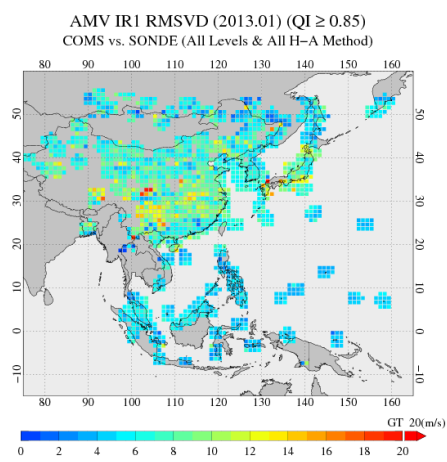 AMV IR1 RMSVD (2013.01) (QI ≥ 0.85)
COMS vs. SONDE (All Levels & All H−A Method)
80 90 100 110 120 130 140 150 160
50 50
40 40
30 30
20 20
10 10
0 0
−10 −10
80 90 100 110 120 130 140 150 160
GT 20(m/s)
0 2 4 6 8 10 12 14 16 18 20